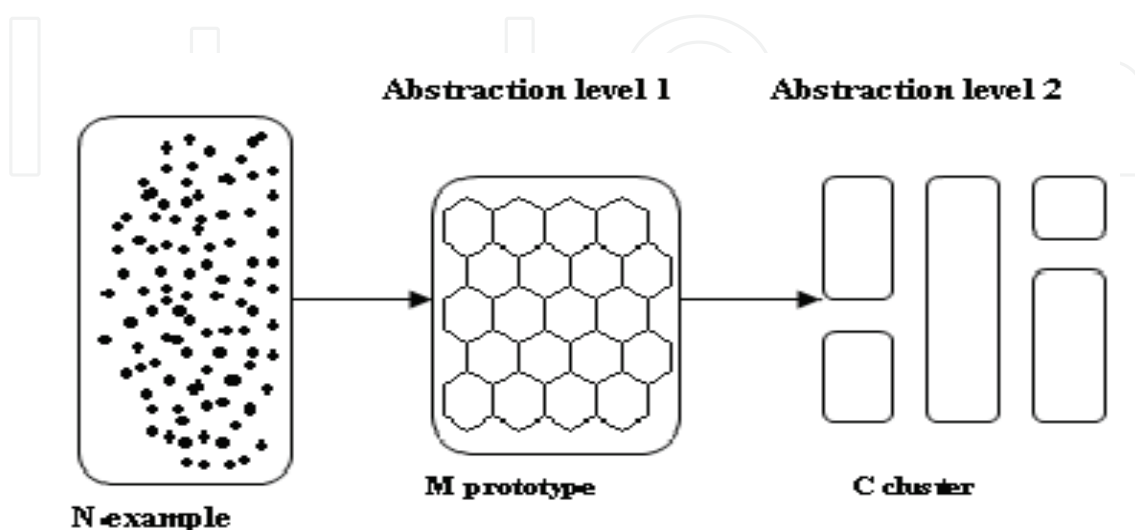 Abstraction level 1
Abstraction level 2
M prototype
C cluster
N-example